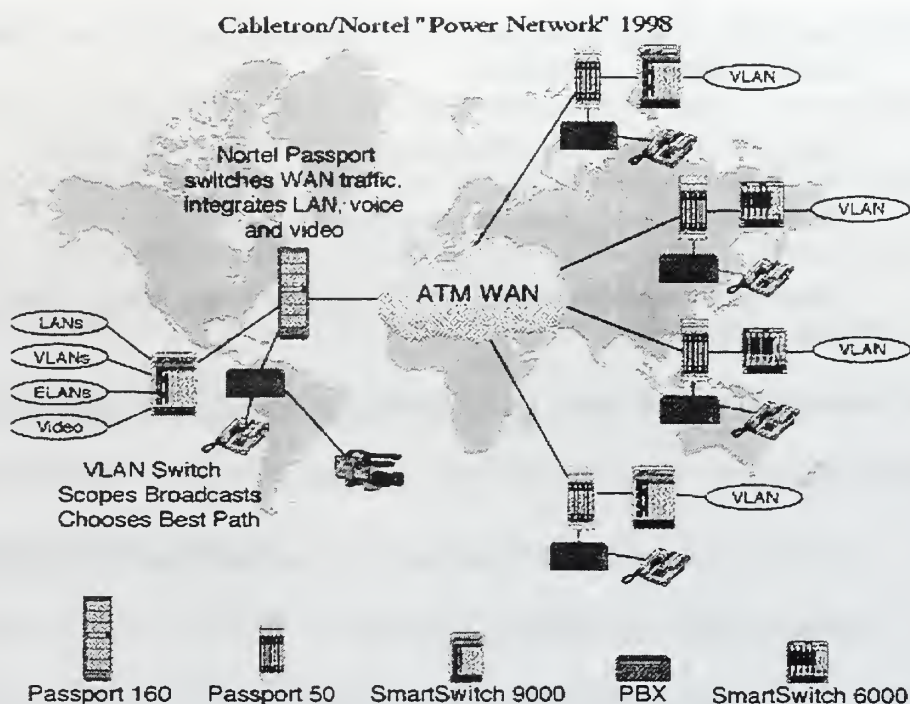 Cabletron/Nortel "Power Network" 1998
VLAN
Nortel Passport
switches WAN traffic.
integrates LAN, voice
and video
VLAN
ATM WAN
LANs
VLANs
ELANs
Video
VLAN
VLAN Switch
Scopes Broadcasts
Chooses Best Path
VLAN
Passport 160
Passport 50
SmartSwitch 9000
PBX
SmartSwitch 6000